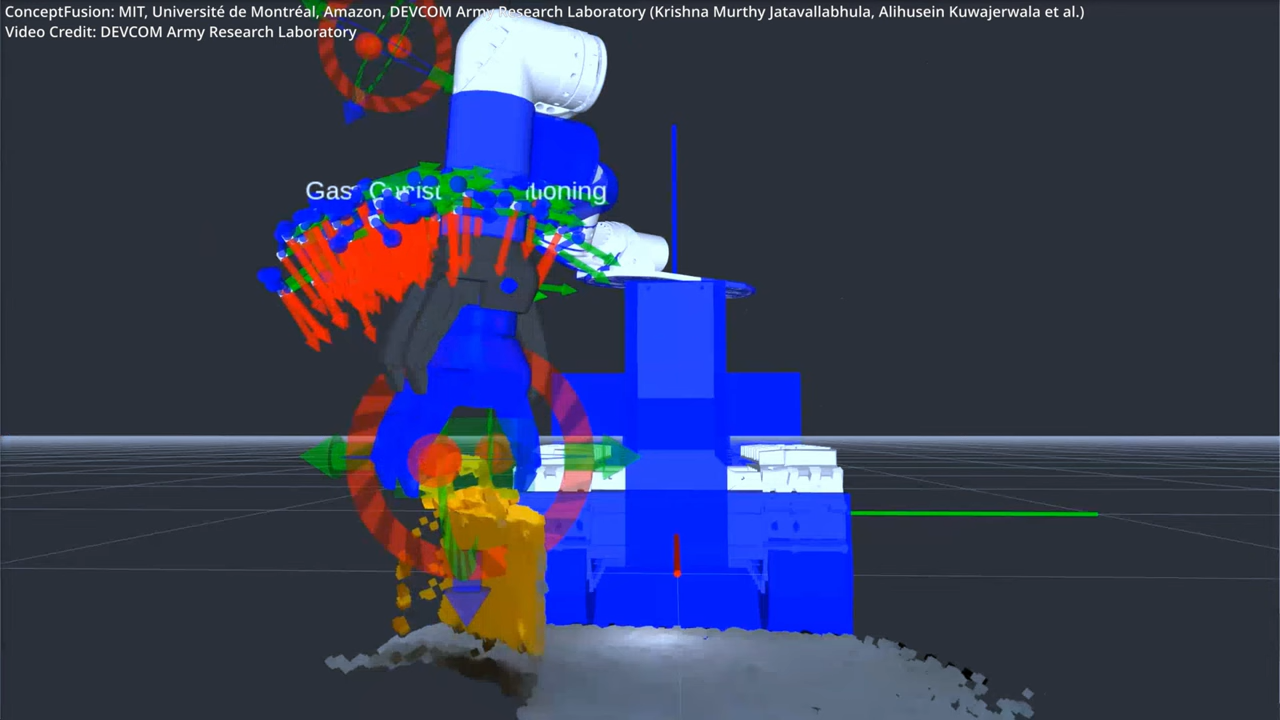 ConceptFusion: MIT, Université de Montréal, Amazon, DEVCOM Army Research Laboratory (Krishna Murthy Jatavallabhula, Alihusein Kuwajerwala et al.)
Video Credit: DEVCOM Army Research Laboratory